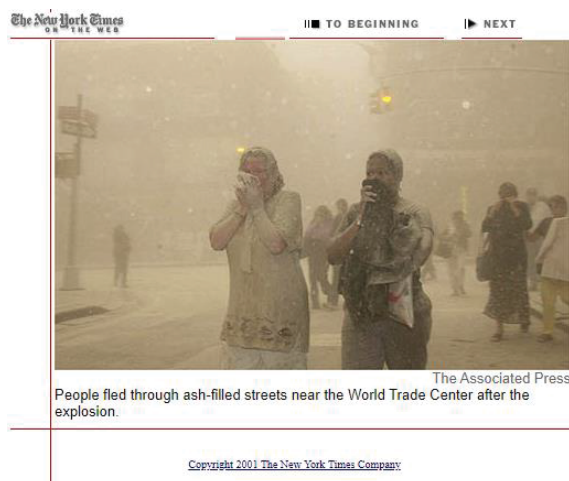 The New York Times
ON THE WEB
TO BEGINNING
NEXT
The Associated Press
People fled through ash-filled streets near the World Trade Center after the
explosion.
Copyright 2001 The New York Times Company